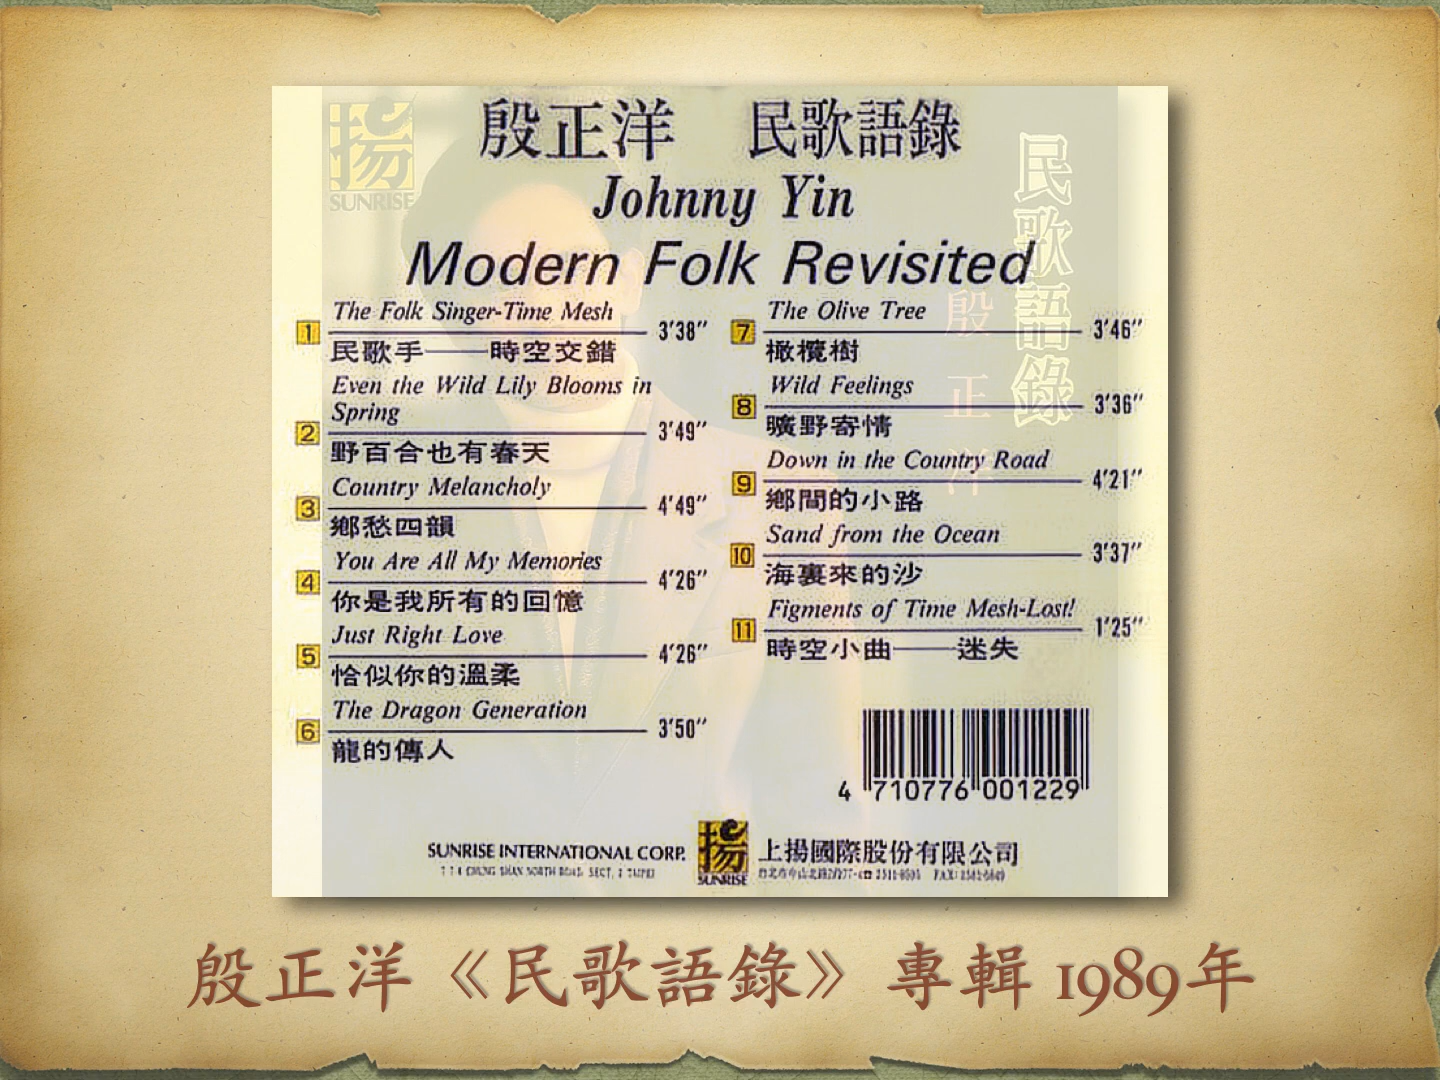 揚
SUNRISE
殷正洋 民歌語錄
Johnny Yin
Modern Folk Revisited
民歌語錄
殷正洋
The Folk Singer-Time Mesh
1 3'38"
民歌手——時空交錯
Even the Wild Lily Blooms in
Spring
2 3'49"
野百合也有春天
Country Melancholy
3 4'49"
鄉愁四韻
You Are All My Memories
4 4'26"
你是我所有的回憶
Just Right Love
5 4'26"
恰似你的溫柔
The Dragon Generation
6 3'50"
龍的傳人
The Olive Tree
7 3'46"
橄欖樹
Wild Feelings
8 3'36"
曠野寄情
Down in the Country Road
9 4'21"
鄉間的小路
Sand from the Ocean
10 3'37"
海裏來的沙
Figments of Time Mesh-Lost!
11 1'25"
時空小曲——迷失
4 710776 001229
SUNRISE INTERNATIONAL CORP.
揚
SUNRISE
上揚國際股份有限公司
殷正洋《民歌語錄》專輯 1989年